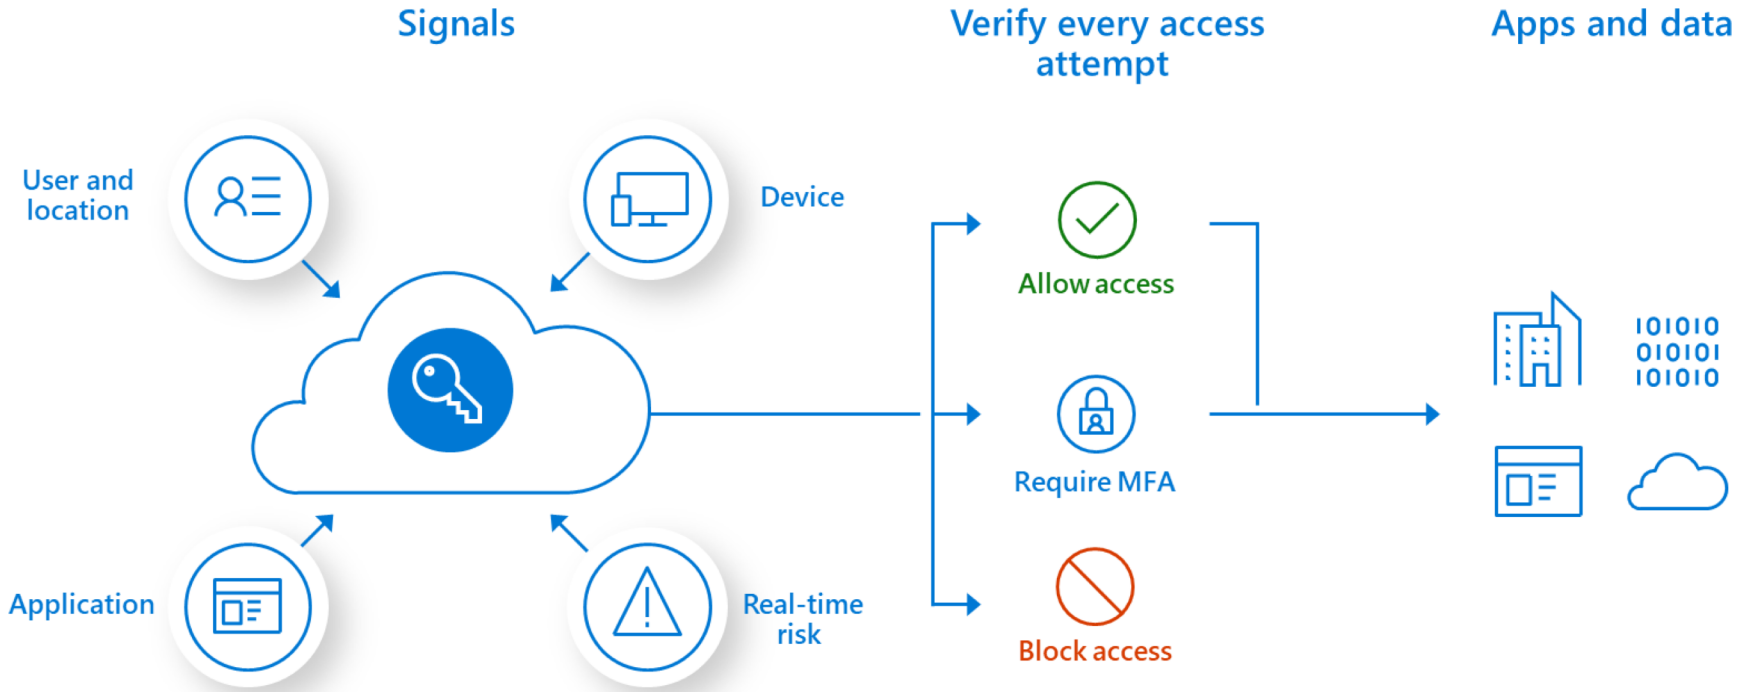 Signals
Verify every access
attempt
Apps and data
User and
location
Device
Allow access
101010
010101
101010
Require MFA
Application
Real-time
risk
Block access